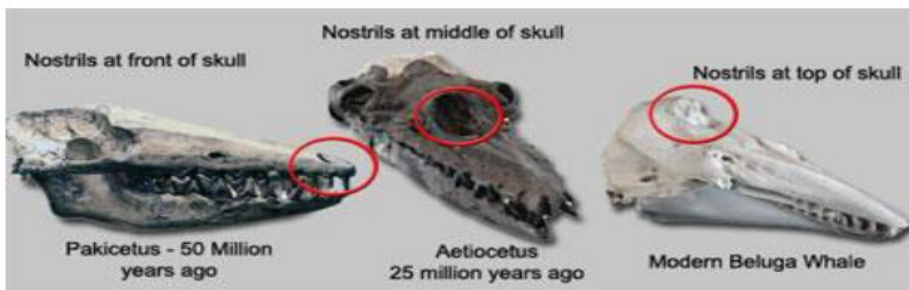 Nostrils at front of skull
Nostrils at middle of skull
Nostrils at top of skull
Pakicetus - 50 Million
years ago
Aetiocetus
25 million years ago
Modern Beluga Whale